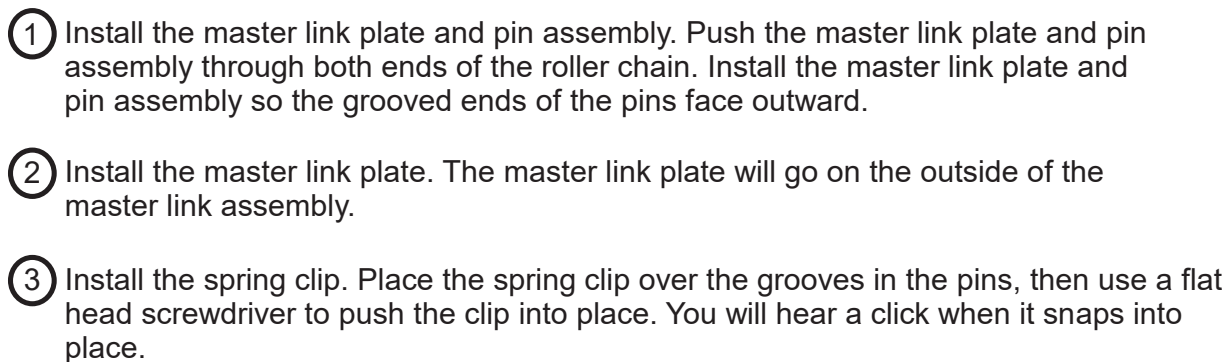 1 Install the master link plate and pin assembly. Push the master link plate and pin
assembly through both ends of the roller chain. Install the master link plate and
pin assembly so the grooved ends of the pins face outward.
2 Install the master link plate. The master link plate will go on the outside of the
master link assembly.
3 Install the spring clip. Place the spring clip over the grooves in the pins, then use a flat
head screwdriver to push the clip into place. You will hear a click when it snaps into
place.